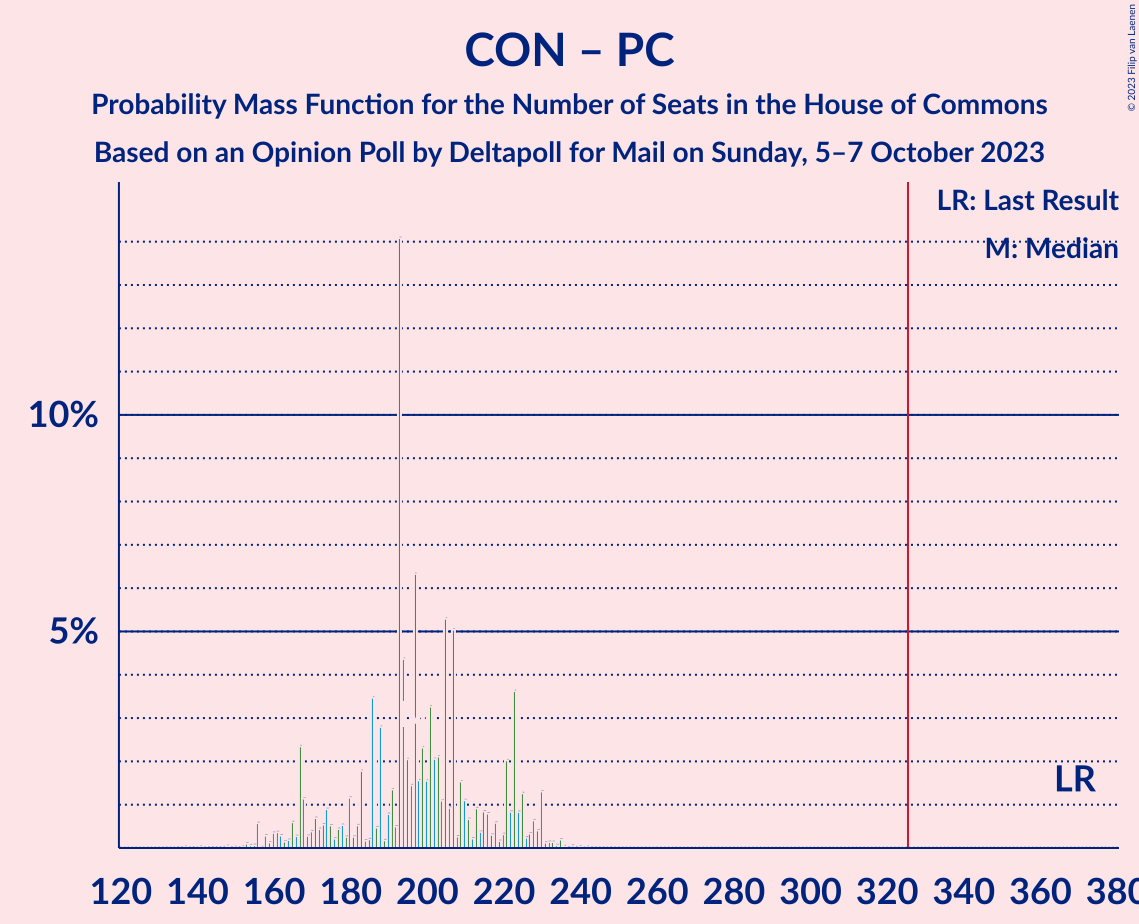 CON – PC
Probability Mass Function for the Number of Seats in the House of Commons
Based on an Opinion Poll by Deltapoll for Mail on Sunday, 5–7 October 2023
© 2023 Filip van Laenen
LR: Last Result
M: Median
10%
5%
LR
120 140 160 180 200 220 240 260 280 300 320 340 360 380